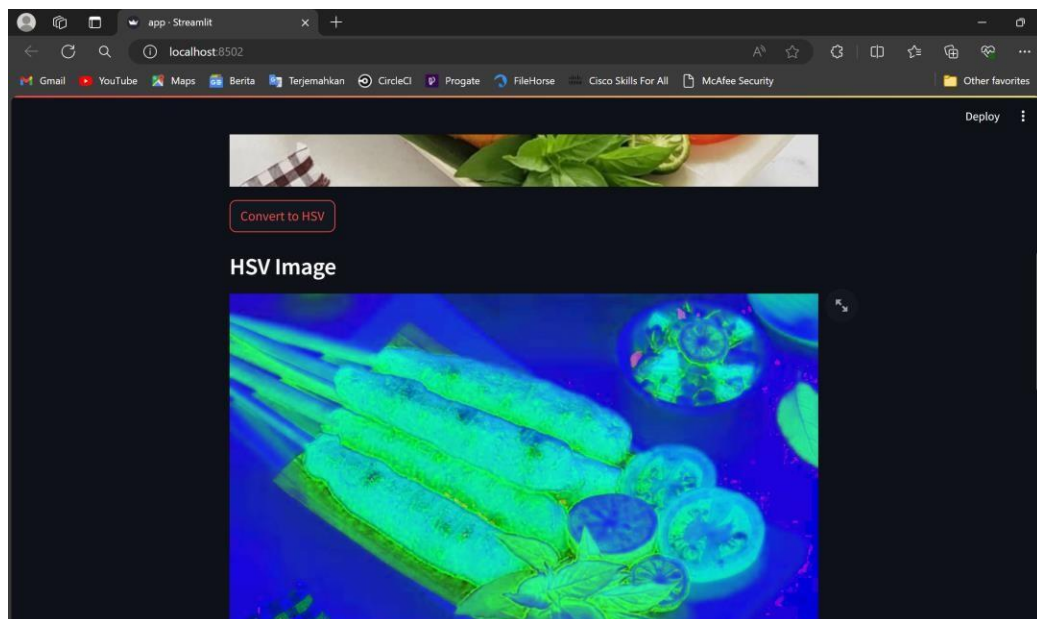 app · Streamlit
localhost:8502
Gmail YouTube Maps Berita Terjemahkan CircleCI Progate FileHorse Cisco Skills For All McAfee Security Other favorites
Deploy
Convert to HSV
HSV Image